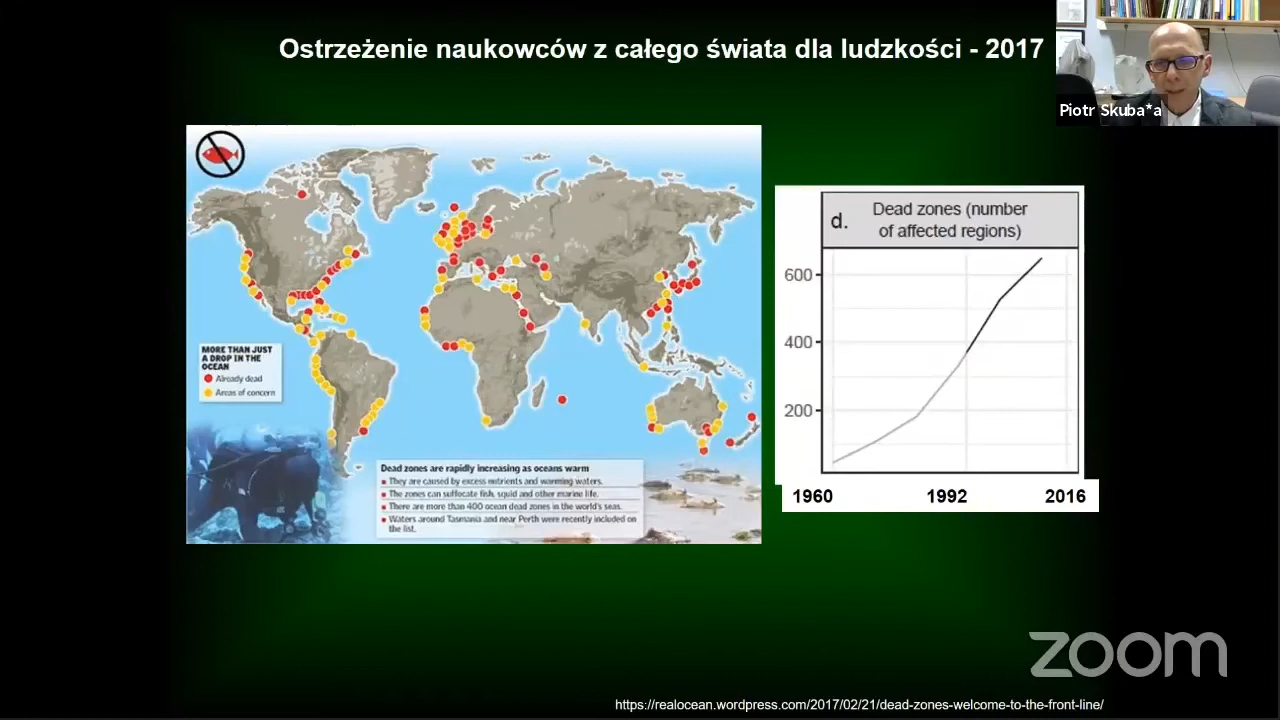 Ostrzeżenie naukowców z całego świata dla ludzkości - 2017
Piotr Skuba*a
MORE THAN JUST
A DROP IN THE
OCEAN
Already dead
Areas of concern
Dead zones are rapidly increasing as oceans warm
They are caused by excess nutrients and warming waters.
The zones can suffocate fish, squid and other marine life.
There are more than 400 ocean dead zones in the world's seas.
Waters around Tasmania and near Perth were recently included on
the list.
d.
Dead zones (number
of affected regions)
600
400
200
1960 1992 2016
zoom
https://realocean.wordpress.com/2017/02/21/dead-zones-welcome-to-the-front-line/